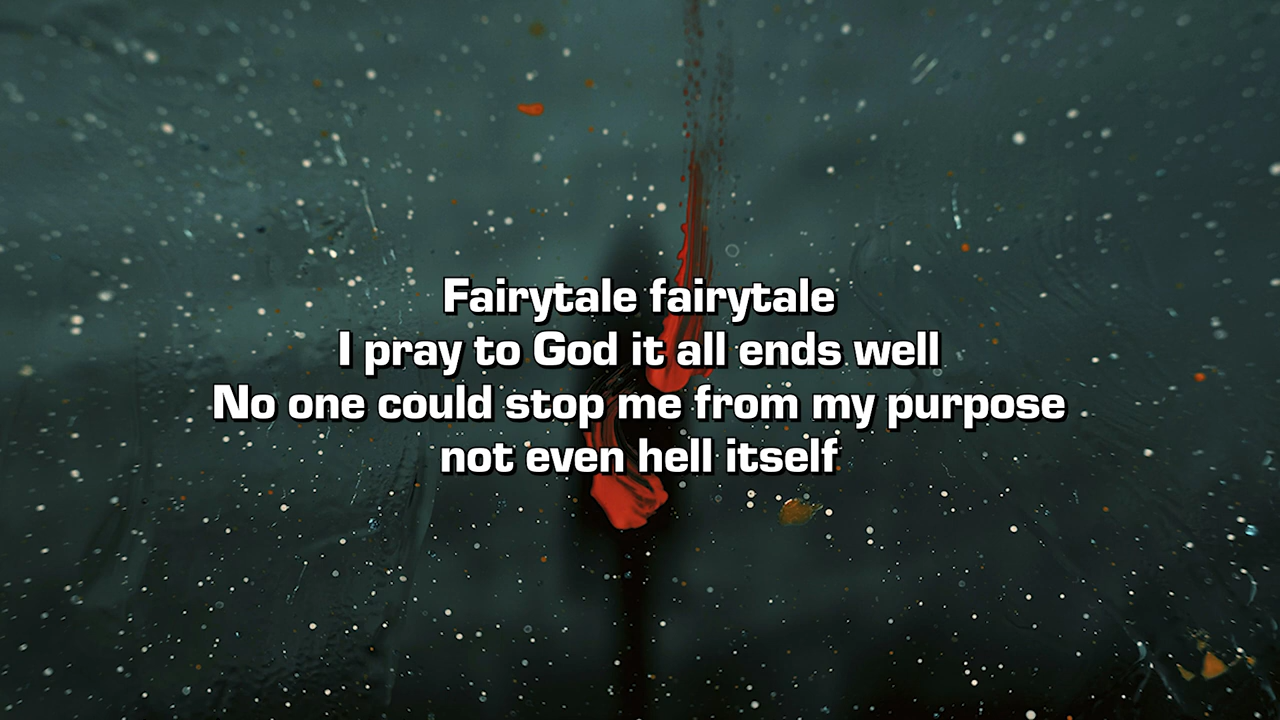 Fairytale fairytale
I pray to God it all ends well
No one could stop me from my purpose
not even hell itself